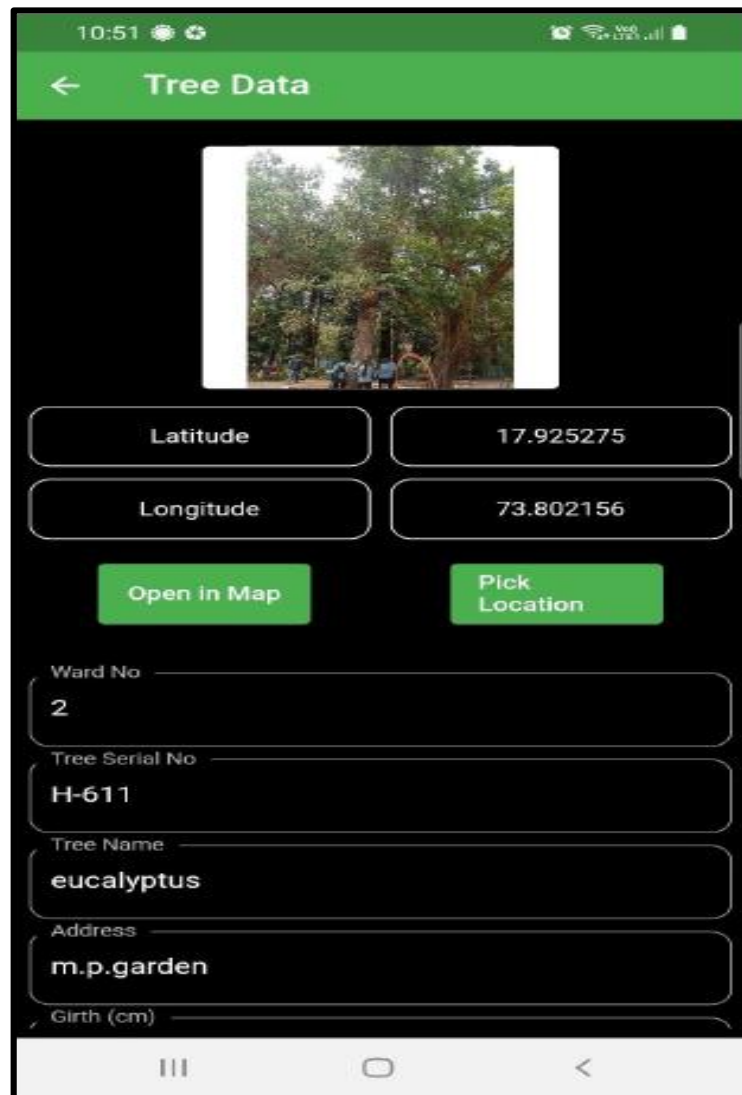 10:51
Tree Data
Latitude
17.925275
Longitude
73.802156
Open in Map
Pick
Location
Ward No
2
Tree Serial No
H-611
Tree Name
eucalyptus
Address
m.p.garden
Girth (cm)